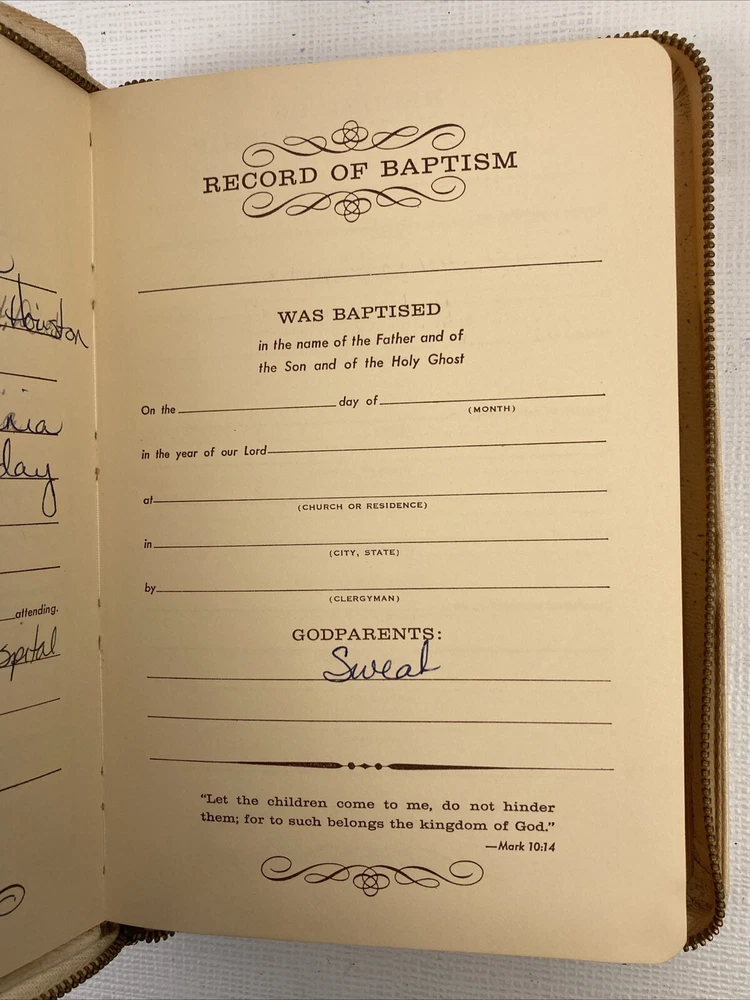 Houston
day
attending.
RECORD OF BAPTISM
WAS BAPTISED
in the name of the Father and of
the Son and of the Holy Ghost
On the day of
(MONTH)
in the year of our Lord
at
(CHURCH OR RESIDENCE)
in
(CITY, STATE)
by
(CLERGYMAN)
GODPARENTS:
Sweat
"Let the children come to me, do not hinder
them; for to such belongs the kingdom of God."
—Mark 10:14